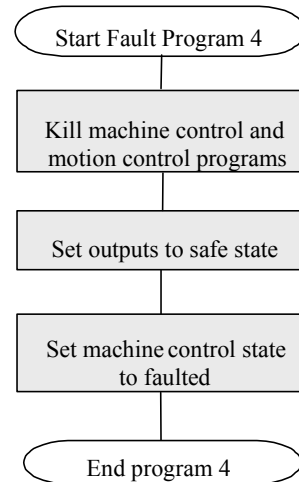 Start Fault Program 4
Kill machine control and
motion control programs
Set outputs to safe state
Set machine control state
to faulted
End program 4